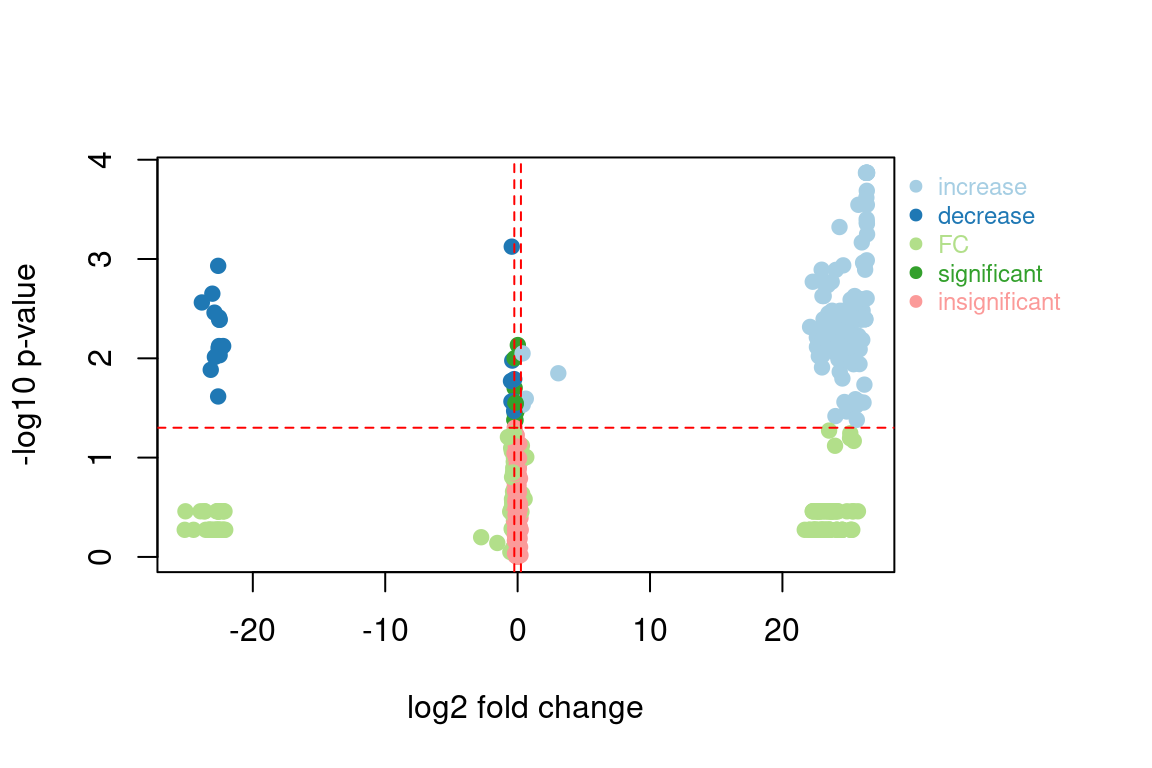 4
3
2
1
0
-log10 p-value
-20 -10 0 10 20
log2 fold change
increase
decrease
FC
significant
insignificant